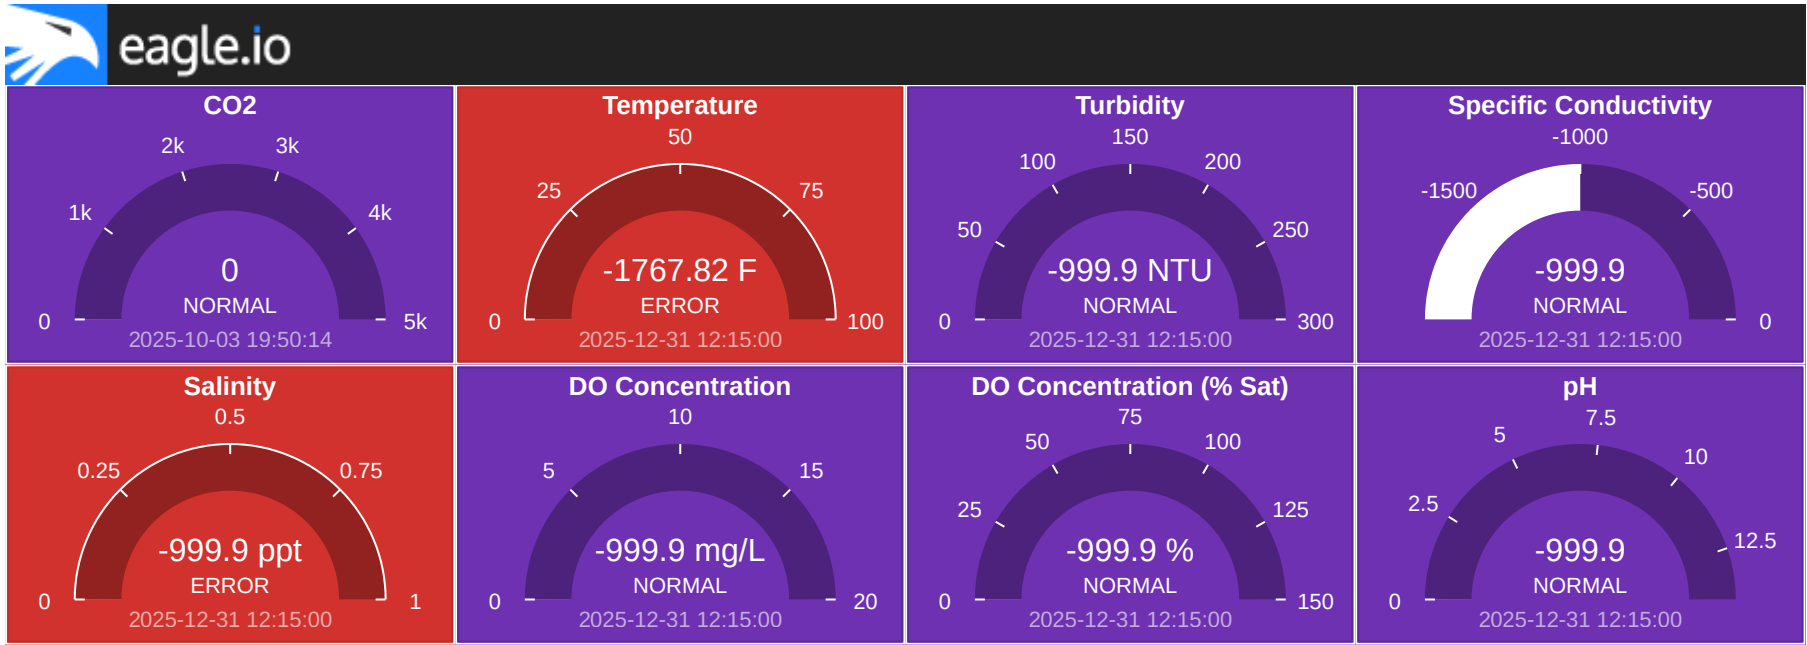 eagle.io
CO2
2k
3k
1k
4k
0
NORMAL
0
5k
2025-10-03 19:50:14
Temperature
50
25
75
-1767.82 F
ERROR
0
100
2025-12-31 12:15:00
Turbidity
150
100
200
50
250
-999.9 NTU
NORMAL
0
300
2025-12-31 12:15:00
Specific Conductivity
-1000
-1500
-500
-999.9
NORMAL
0
2025-12-31 12:15:00
Salinity
0.5
0.25
0.75
-999.9 ppt
ERROR
0
1
2025-12-31 12:15:00
DO Concentration
10
5
15
-999.9 mg/L
NORMAL
0
20
2025-12-31 12:15:00
DO Concentration (% Sat)
75
50
100
25
125
-999.9 %
NORMAL
0
150
2025-12-31 12:15:00
pH
7.5
5
10
2.5
12.5
-999.9
NORMAL
0
2025-12-31 12:15:00